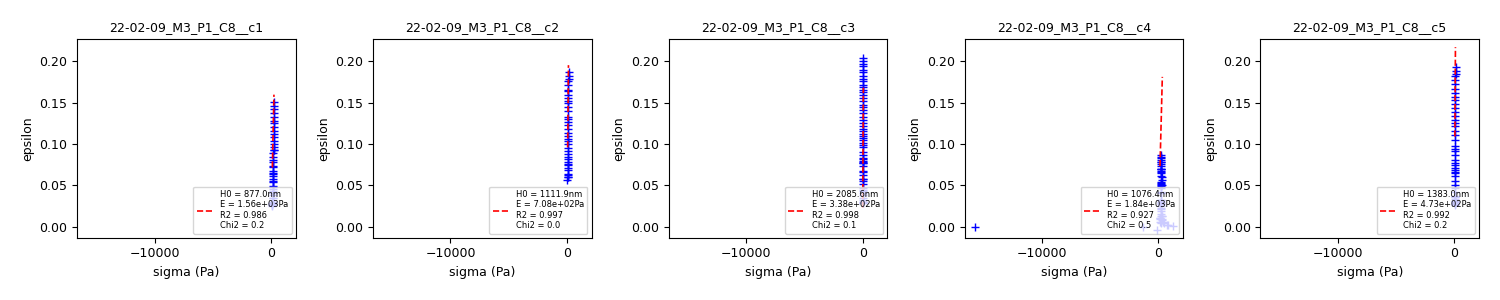 22-02-09_M3_P1_C8__c1
0.20
0.15
0.10
0.05
0.00
epsilon
H0 = 877.0nm
E = 1.56e+03Pa
R2 = 0.986
Chi2 = 0.2
−10000
0
sigma (Pa)
22-02-09_M3_P1_C8__c2
0.20
0.15
0.10
0.05
0.00
epsilon
H0 = 1111.9nm
E = 7.08e+02Pa
R2 = 0.997
Chi2 = 0.0
−10000
0
sigma (Pa)
22-02-09_M3_P1_C8__c3
0.20
0.15
0.10
0.05
0.00
epsilon
H0 = 2085.6nm
E = 3.38e+02Pa
R2 = 0.998
Chi2 = 0.1
−10000
0
sigma (Pa)
22-02-09_M3_P1_C8__c4
0.20
0.15
0.10
0.05
0.00
epsilon
H0 = 1076.4nm
E = 1.84e+03Pa
R2 = 0.927
Chi2 = 0.5
−10000
0
sigma (Pa)
22-02-09_M3_P1_C8__c5
0.20
0.15
0.10
0.05
0.00
epsilon
H0 = 1383.0nm
E = 4.73e+02Pa
R2 = 0.992
Chi2 = 0.2
−10000
0
sigma (Pa)